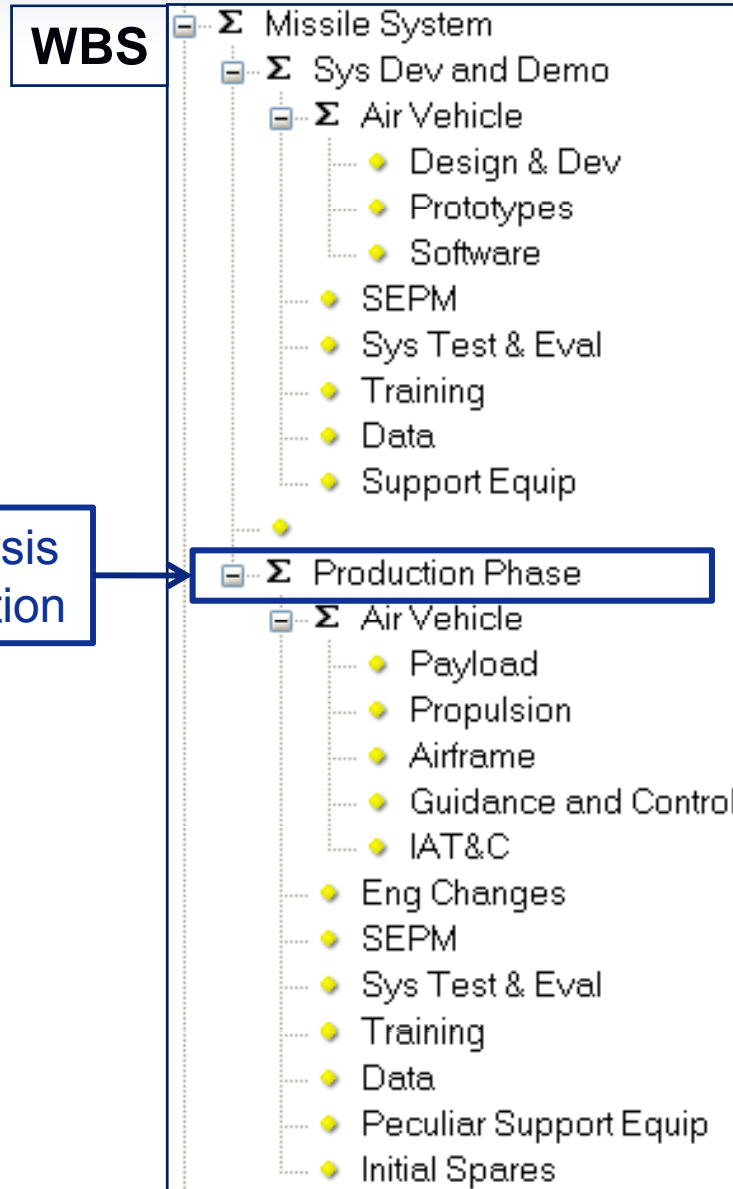 WBS
Σ Missile System
Σ Sys Dev and Demo
Σ Air Vehicle
Design & Dev
Prototypes
Software
SEPM
Sys Test & Eval
Training
Data
Support Equip
Σ Production Phase
Σ Air Vehicle
Payload
Propulsion
Airframe
Guidance and Control
IAT&C
Eng Changes
SEPM
Sys Test & Eval
Training
Data
Peculiar Support Equip
Initial Spares